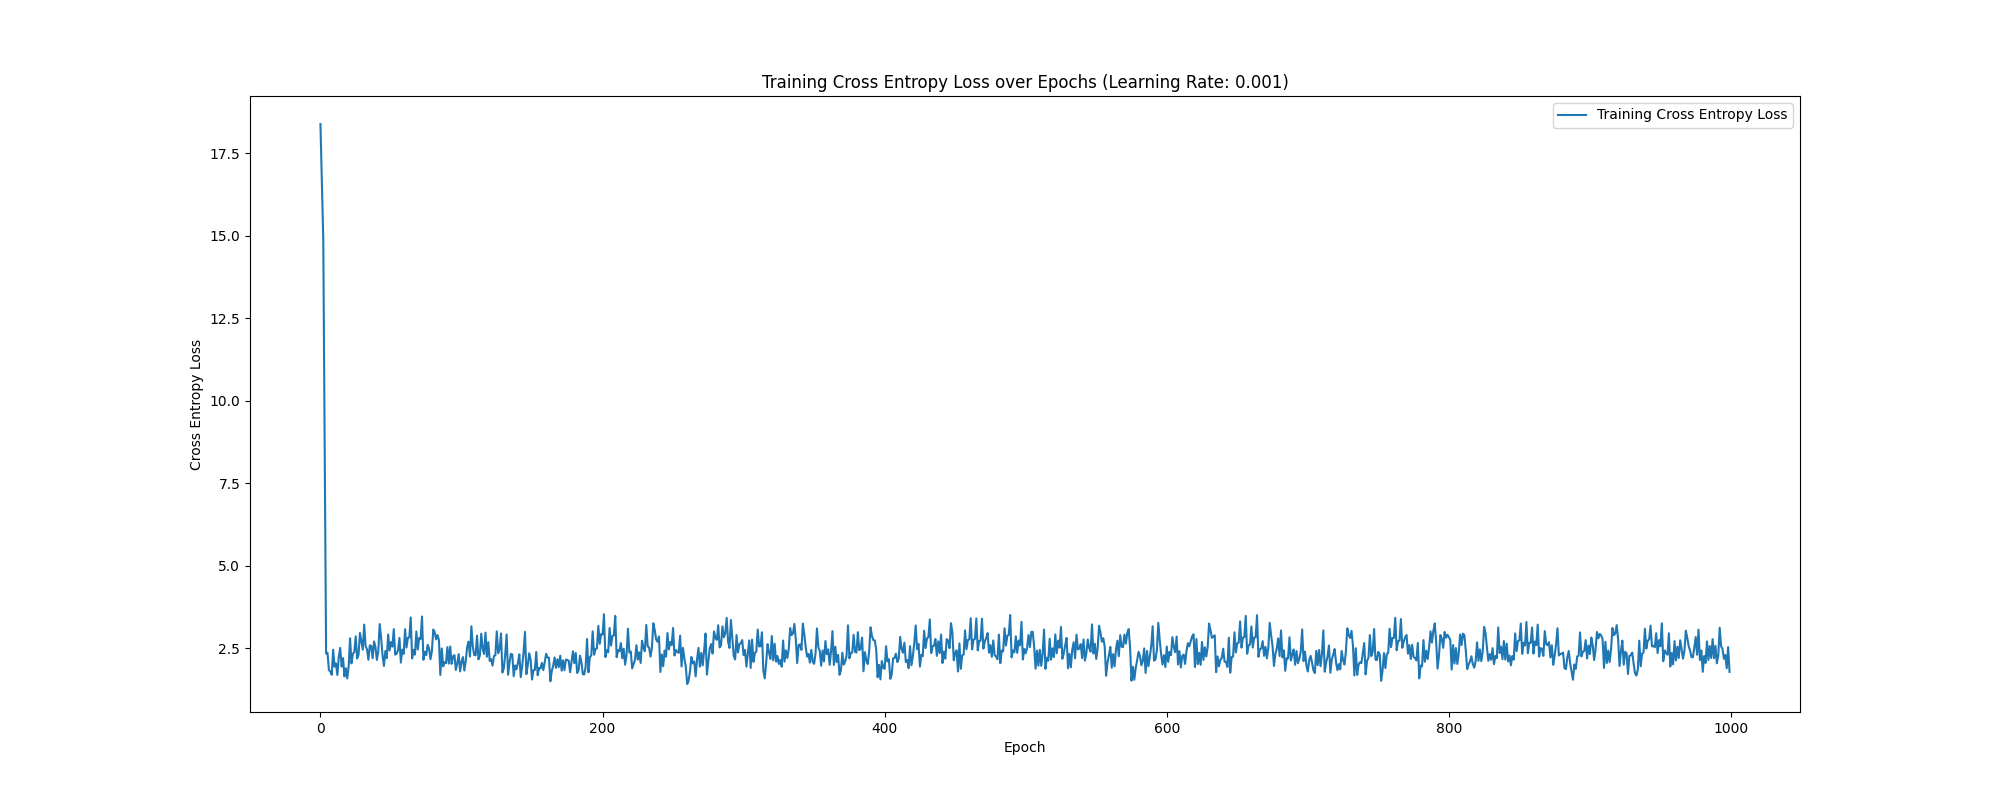 Training Cross Entropy Loss over Epochs (Learning Rate: 0.001)
Training Cross Entropy Loss
17.5
15.0
12.5
10.0
7.5
5.0
2.5
Cross Entropy Loss
0 200 400 600 800 1000
Epoch